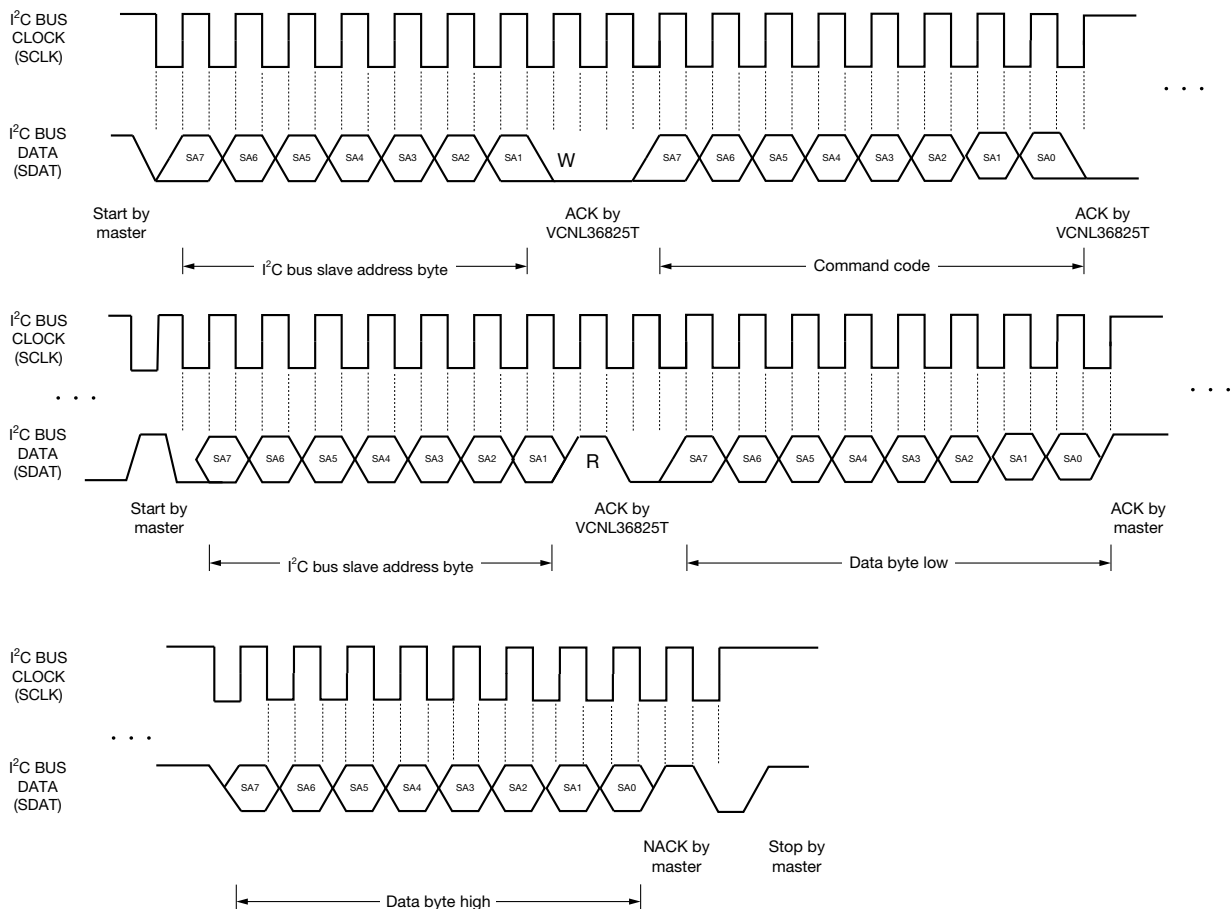 I²C BUS
CLOCK
(SCLK)
. . .
I²C BUS
DATA
(SDAT)
SA7 SA6 SA5 SA4 SA3 SA2 SA1 W SA7 SA6 SA5 SA4 SA3 SA2 SA1 SA0
Start by
master
ACK by
VCNL36825T
ACK by
VCNL36825T
I²C bus slave address byte
Command code
I²C BUS
CLOCK
(SCLK)
. . .
. . .
I²C BUS
DATA
(SDAT)
SA7 SA6 SA5 SA4 SA3 SA2 SA1 R SA7 SA6 SA5 SA4 SA3 SA2 SA1 SA0
Start by
master
ACK by
VCNL36825T
ACK by
master
I²C bus slave address byte
Data byte low
I²C BUS
CLOCK
(SCLK)
. . .
I²C BUS
DATA
(SDAT)
SA7 SA6 SA5 SA4 SA3 SA2 SA1 SA0
NACK by
master
Stop by
master
Data byte high